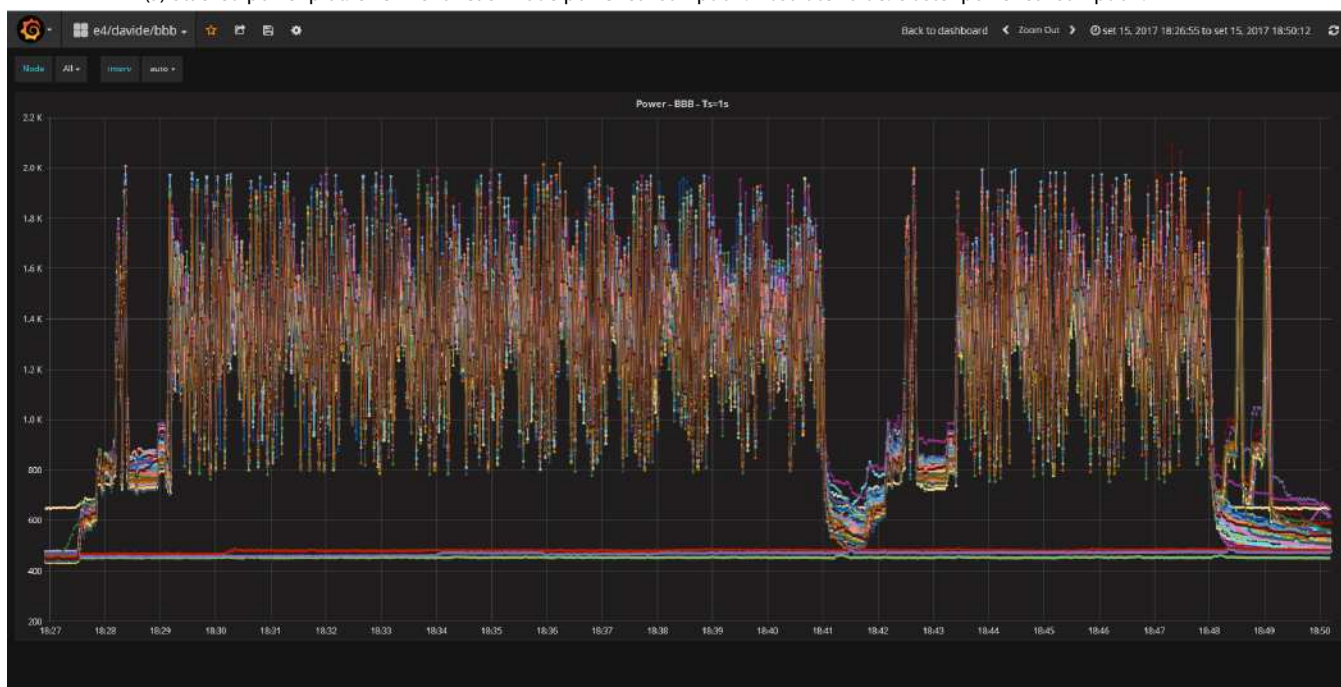 e4/davide/bbb
Back to dashboard Zoom Out set 15, 2017 18:26:55 to set 15, 2017 18:50:12
Node All auto
Power - BBB - Ts=1s
2.2 K
2.0 K
1.8 K
1.6 K
1.4 K
1.2 K
1.0 K
800
600
400
200
18:27 18:28 18:29 18:30 18:31 18:32 18:33 18:34 18:35 18:36 18:37 18:38 18:39 18:40 18:41 18:42 18:43 18:44 18:45 18:46 18:47 18:48 18:49 18:50